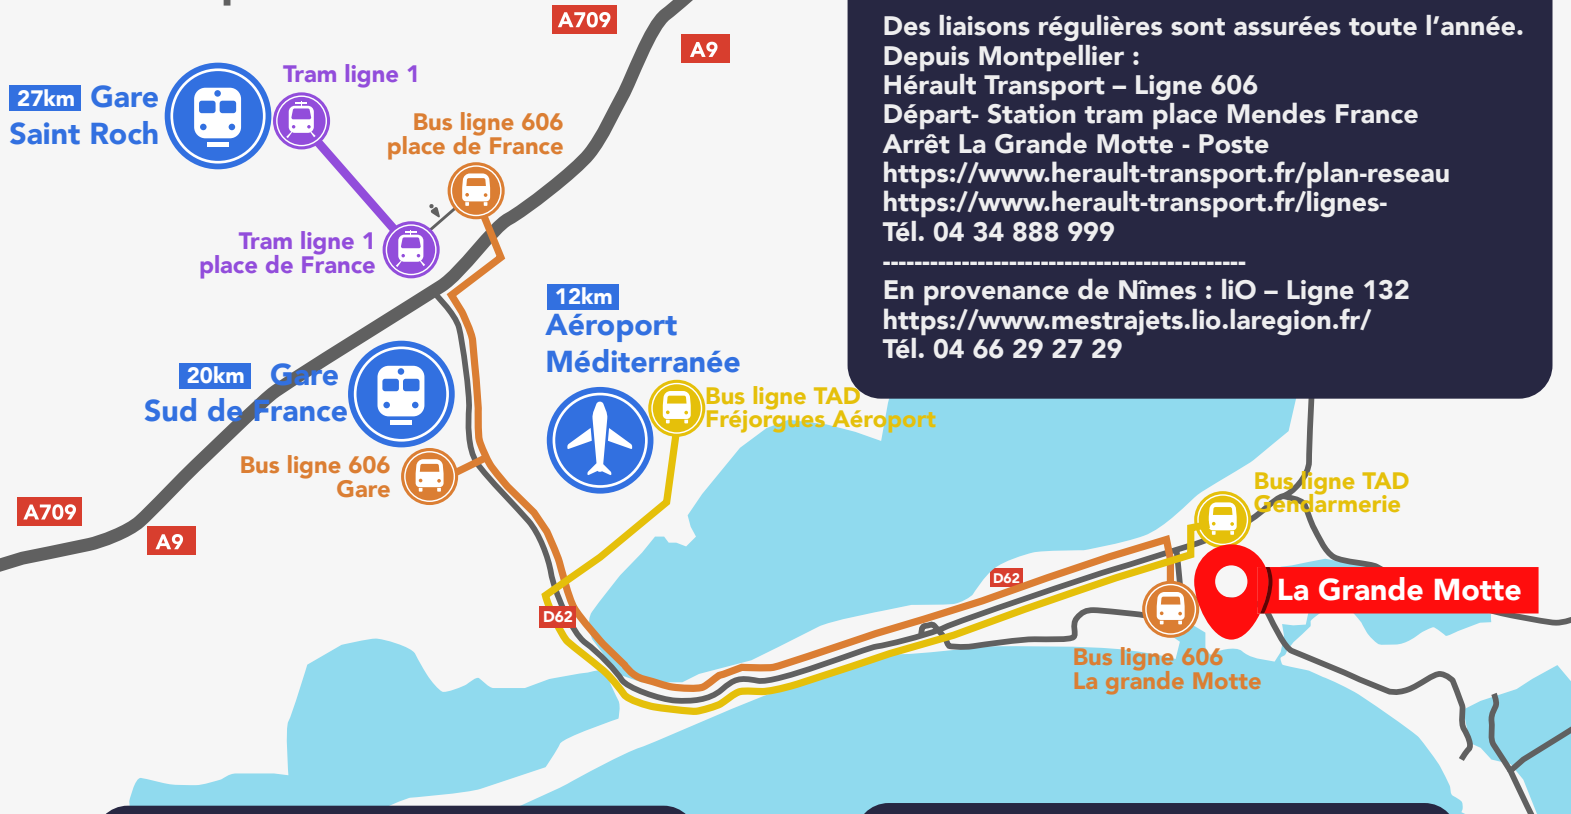 A709
A9
Des liaisons régulières sont assurées toute l'année.
Depuis Montpellier :
Hérault Transport – Ligne 606
Départ- Station tram place Mendes France
Arrêt La Grande Motte - Poste
https://www.herault-transport.fr/plan-reseau
https://www.herault-transport.fr/lignes-
Tél. 04 34 888 999
----------------------------------------------
En provenance de Nîmes : liO – Ligne 132
https://www.mestrajets.lio.laregion.fr/
Tél. 04 66 29 27 29
Tram ligne 1
27km Gare
Saint Roch
Bus ligne 606
place de France
Tram ligne 1
place de France
12km
Aéroport
Méditerranée
20km Gare
Sud de France
Bus ligne TAD
Fréjorgues Aéroport
Bus ligne 606
Gare
A709
A9
Bus ligne TAD
Gendarmerie
D62
La Grande Motte
D62
Bus ligne 606
La grande Motte